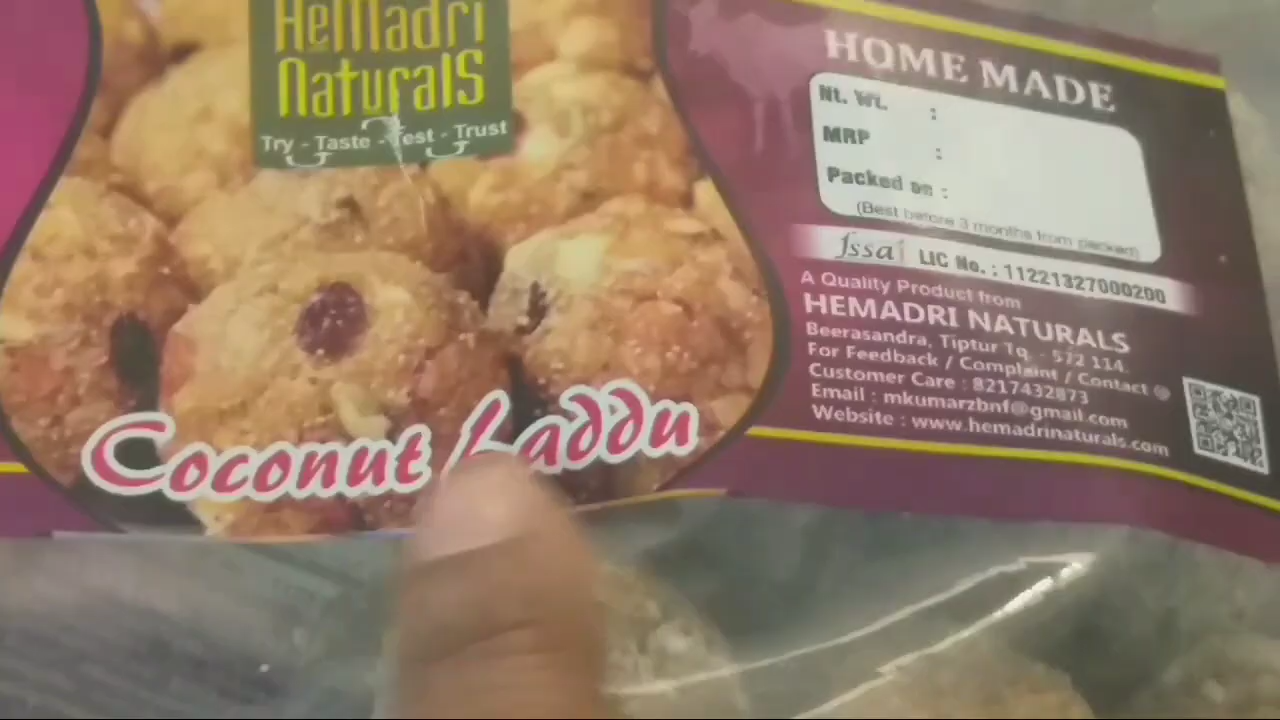 HeMadri
NaturalS
Try - Taste - Test - Trust
Coconut Laddu
HOME MADE
Nt. Wt. :
MRP :
Packed on :
(Best before 3 months from packed)
fssai LIC No. : 11221327000200
A Quality Product from
HEMADRI NATURALS
Beerasandra, Tiptur Tq. - 572 114.
For Feedback / Complaint / Contact @
Customer Care : 8217432873
Email : mkumarzbnf@gmail.com
Website : www.hemadrinaturals.com